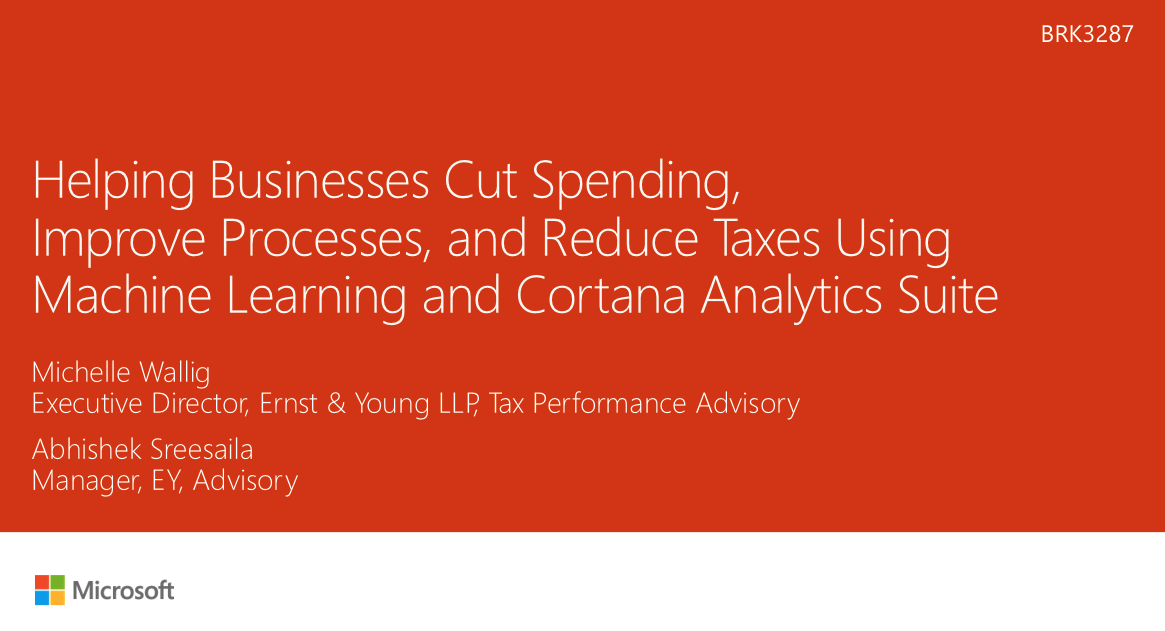 BRK3287
Helping Businesses Cut Spending,
Improve Processes, and Reduce Taxes Using
Machine Learning and Cortana Analytics Suite
Michelle Wallig
Executive Director, Ernst & Young LLP, Tax Performance Advisory
Abhishek Sreesaila
Manager, EY, Advisory
Microsoft